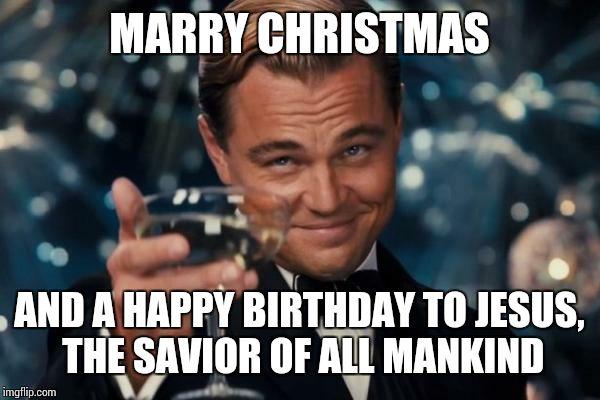 MARRY CHRISTMAS
AND A HAPPY BIRTHDAY TO JESUS,
THE SAVIOR OF ALL MANKIND
imgflip.com